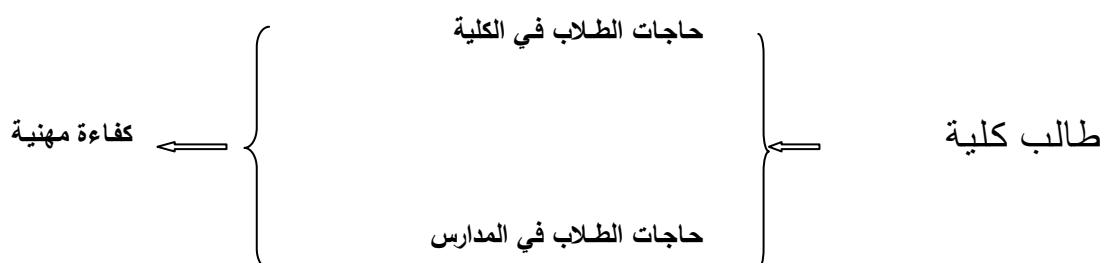 حاجات الطلاب في الكلية
طالب كلية
كفاءة مهنية
حاجات الطلاب في المدارس